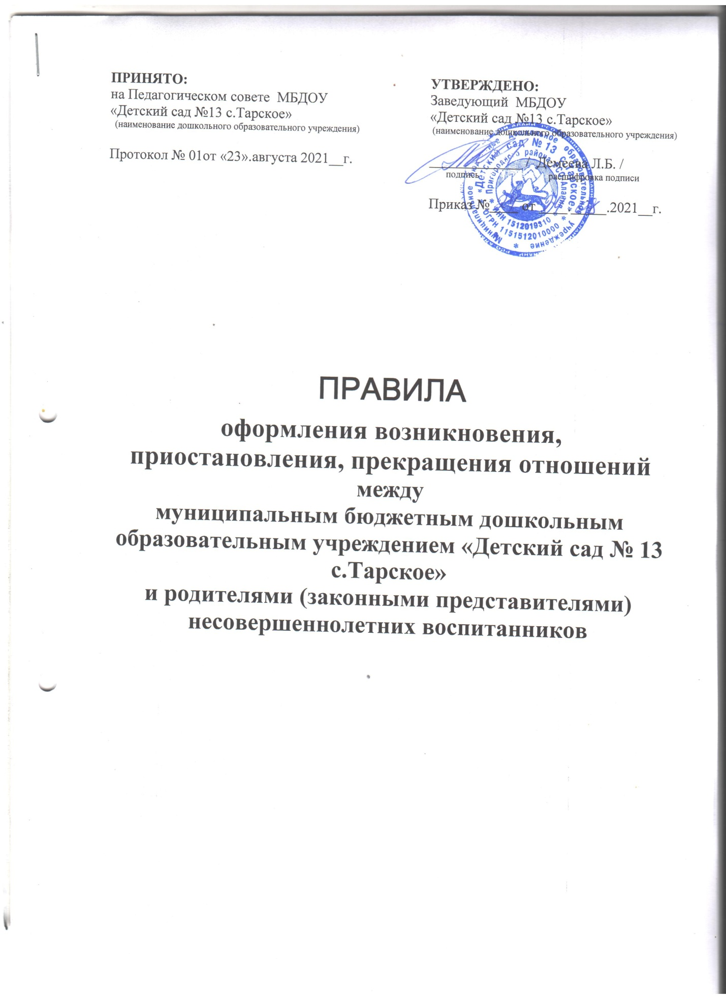 ПРИНЯТО:
на Педагогическом совете МБДОУ
«Детский сад №13 с.Тарское»
(наименование дошкольного образовательного учреждения)
Протокол № 01от «23».августа 2021__г.
УТВЕРЖДЕНО:
Заведующий МБДОУ
«Детский сад №13 с.Тарское»
(наименование дошкольного образовательного учреждения)
_____________ / Демеева Л.Б. /
подпись расшифровка подписи
Приказ №____ от ____._____.2021__г.
Муниципальное дошкольное образовательное учреждение
«Детский сад № 13 с.Тарское»
Пригородного района РСО-Алания
ИНН 1512019310
ОГРН 1151512010000
ПРАВИЛА
оформления возникновения,
приостановления, прекращения отношений
между
муниципальным бюджетным дошкольным
образовательным учреждением «Детский сад № 13
с.Тарское»
и родителями (законными представителями)
несовершеннолетних воспитанников